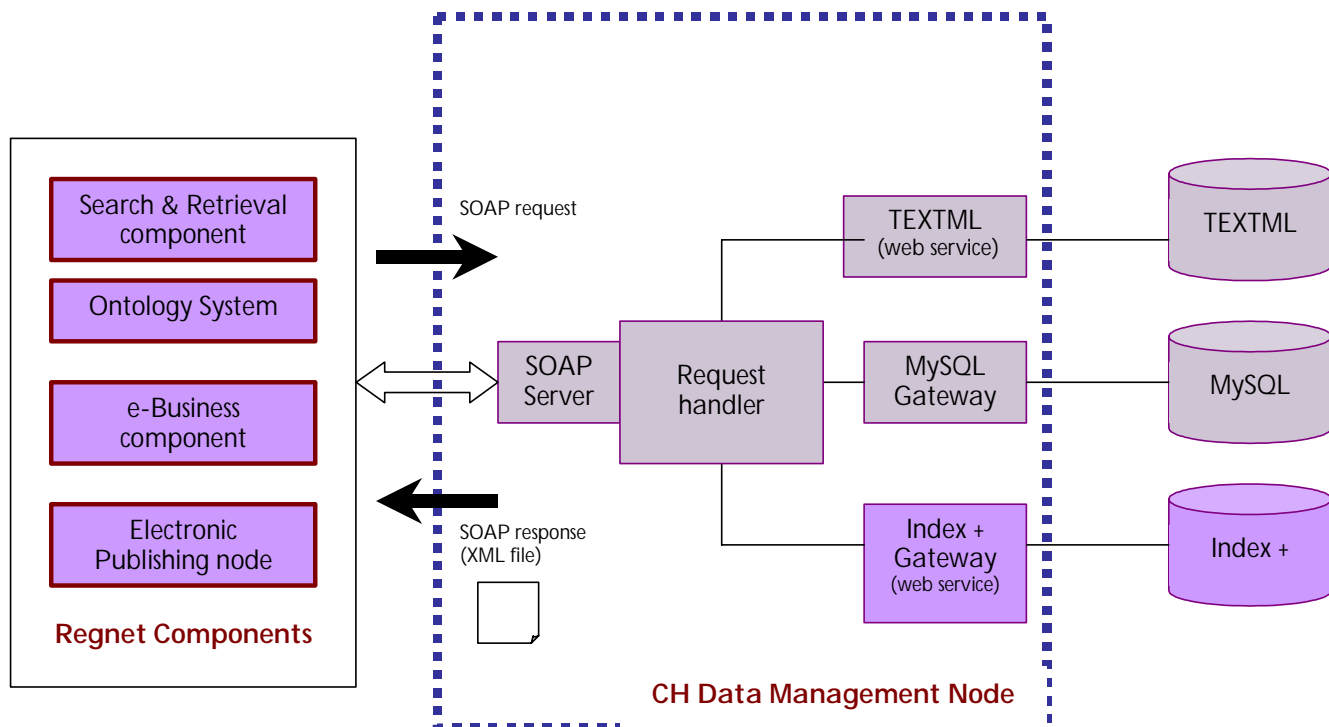 Search & Retrieval
component
Ontology System
e-Business
component
Electronic
Publishing node
Regnet Components
SOAP request
SOAP
Server
Request
handler
SOAP response
(XML file)
TEXTML
(web service)
MySQL
Gateway
Index +
Gateway
(web service)
CH Data Management Node
TEXTML
MySQL
Index +